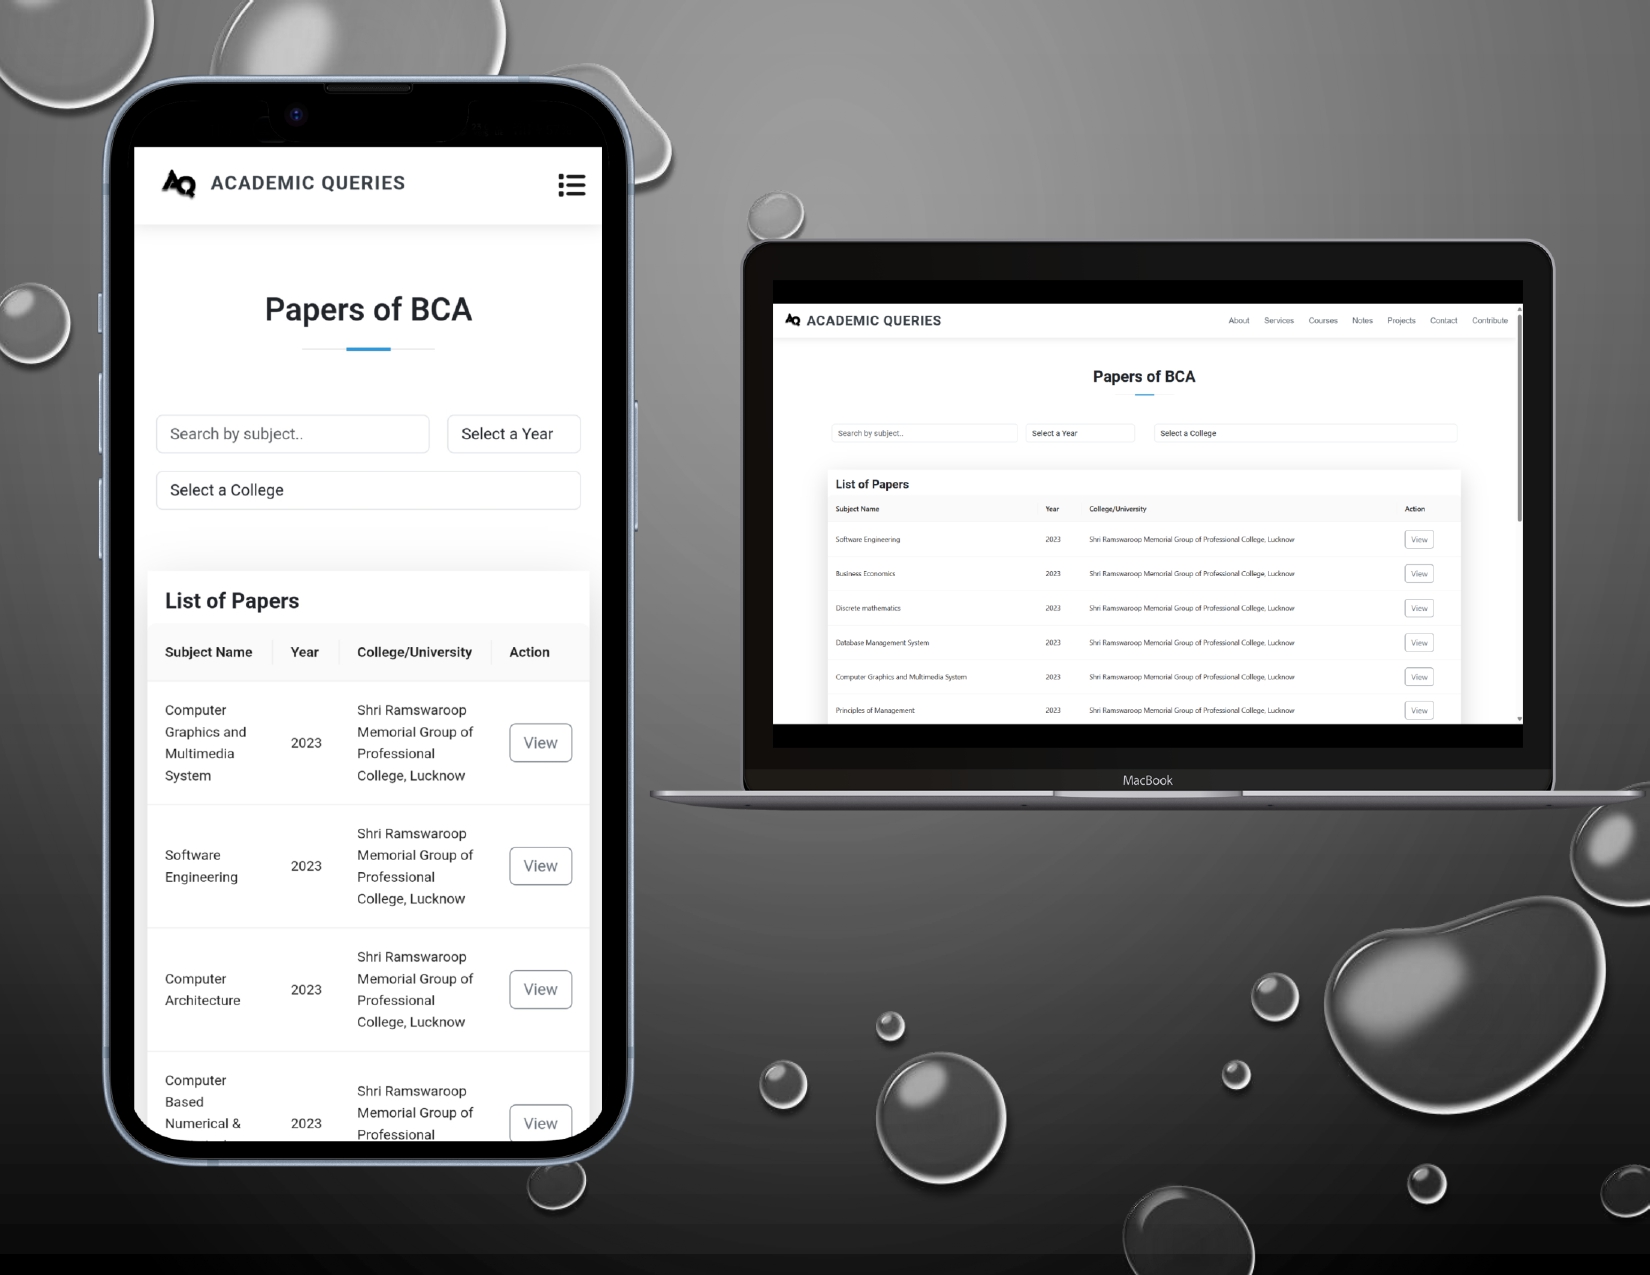 AQ ACADEMIC QUERIES
Papers of BCA
Search by subject..
Select a Year
Select a College
List of Papers
Subject Name Year College/University Action
Computer
Graphics and
Multimedia
System
2023
Shri Ramswaroop
Memorial Group of
Professional
College, Lucknow
View
Software
Engineering
2023
Shri Ramswaroop
Memorial Group of
Professional
College, Lucknow
View
Computer
Architecture
2023
Shri Ramswaroop
Memorial Group of
Professional
College, Lucknow
View
Computer
Based
Numerical &
2023
Shri Ramswaroop
Memorial Group of
Professional
View
AQ ACADEMIC QUERIES About Services Courses Notes Projects Contact Contribute
Papers of BCA
Search by subject.. Select a Year Select a College
List of Papers
Subject Name Year College/University Action
Software Engineering 2023 Shri Ramswaroop Memorial Group of Professional College, Lucknow View
Business Economics 2023 Shri Ramswaroop Memorial Group of Professional College, Lucknow View
Discrete mathematics 2023 Shri Ramswaroop Memorial Group of Professional College, Lucknow View
Database Management System 2023 Shri Ramswaroop Memorial Group of Professional College, Lucknow View
Computer Graphics and Multimedia System 2023 Shri Ramswaroop Memorial Group of Professional College, Lucknow View
Principles of Management 2023 Shri Ramswaroop Memorial Group of Professional College, Lucknow View
MacBook